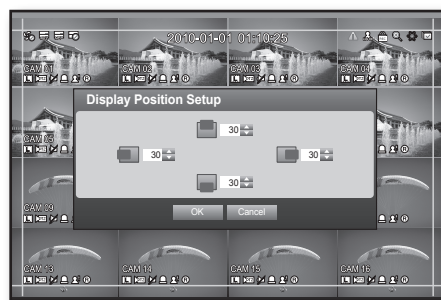 2010-01-01 01:10:25
CAM 01 CAM 02 CAM 03 CAM 04
Display Position Setup
CAM 05
30
30 30
30
CAM 09
OK Cancel
CAM 13 CAM 14 CAM 15 CAM 16